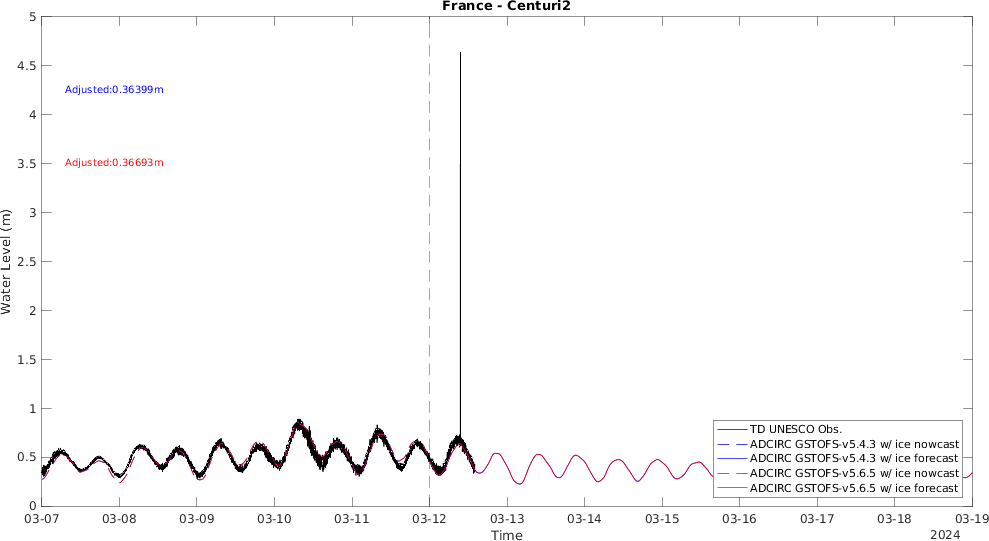 France - Centuri2
5
4.5
4
3.5
3
2.5
2
1.5
1
0.5
0
Water Level (m)
Adjusted:0.36399m
Adjusted:0.36693m
TD UNESCO Obs.
ADCIRC GSTOFS-v5.4.3 w/ ice nowcast
ADCIRC GSTOFS-v5.4.3 w/ ice forecast
ADCIRC GSTOFS-v5.6.5 w/ ice nowcast
ADCIRC GSTOFS-v5.6.5 w/ ice forecast
03-07 03-08 03-09 03-10 03-11 03-12 03-13 03-14 03-15 03-16 03-17 03-18 03-19
Time
2024